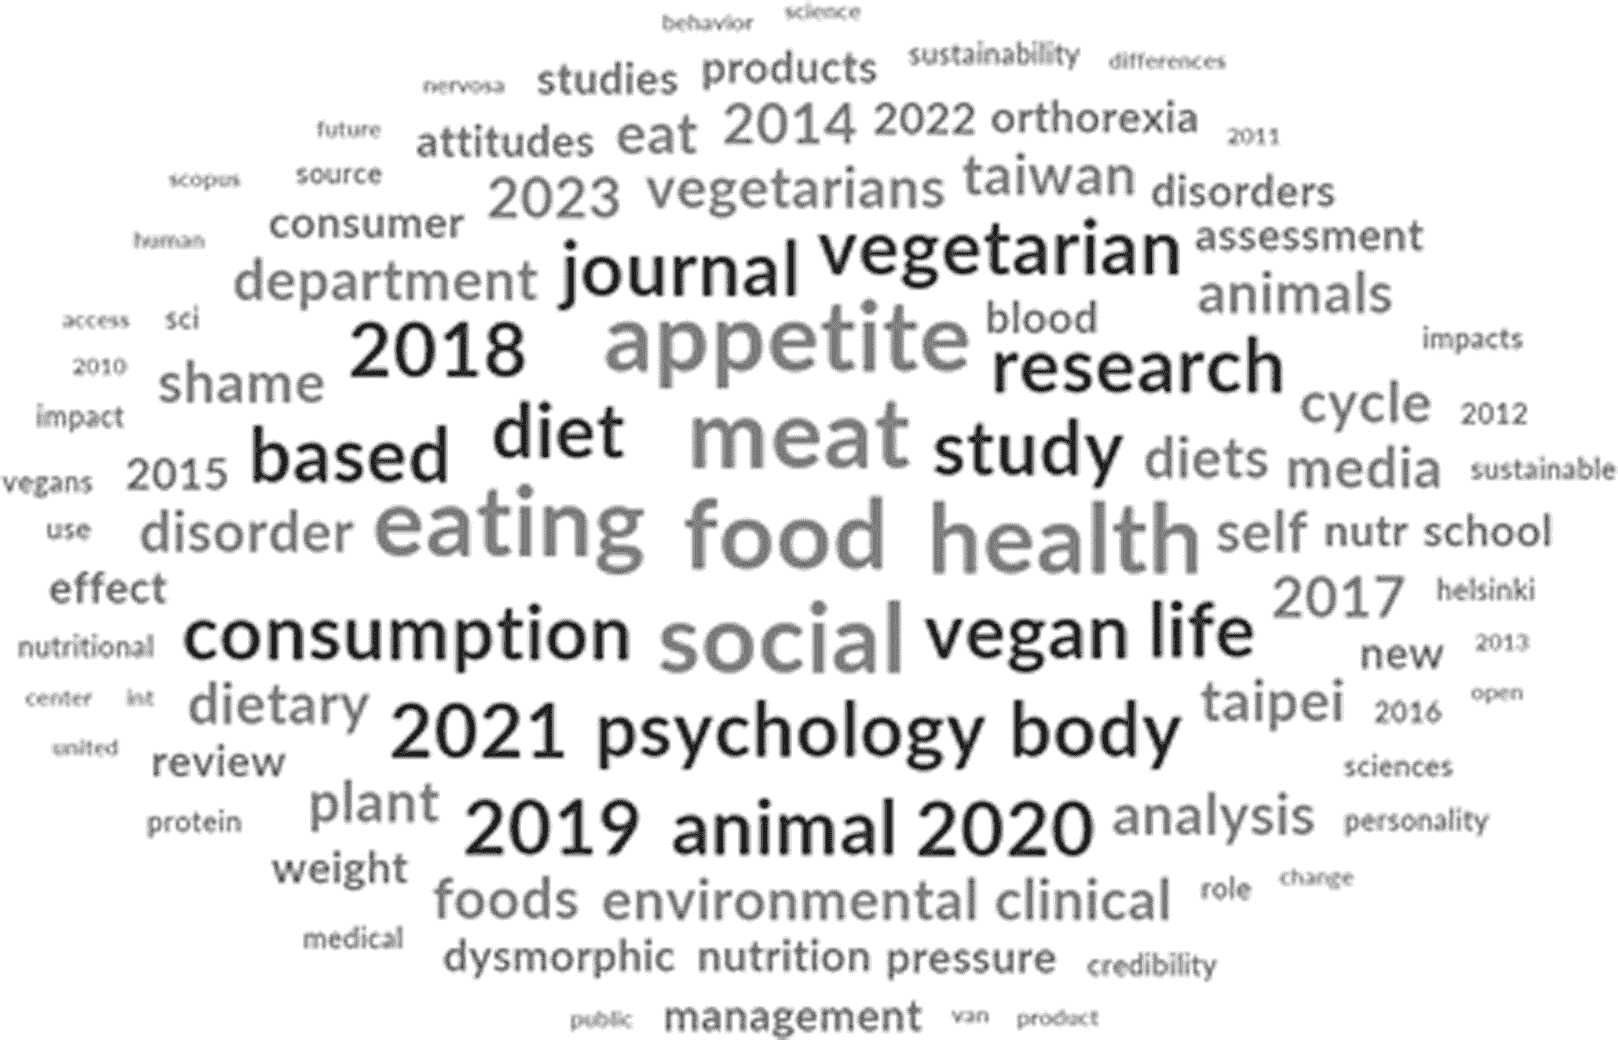 behavior science
nervosa studies products sustainability differences
future attitudes eat 2014 2022 orthorexia 2011
scopus source 2023 vegetarians taiwan disorders
human consumer journal vegetarian assessment
department appetite blood animals
access sci 2018 research impacts
2010 shame cycle 2012
impact based diet meat study diets media sustainable
vegans 2015
use disorder eating food health self nutr school
effect 2017 helsinki
nutritional consumption social vegan life new 2013
center int dietary taipei 2016 open
united review 2021 psychology body sciences
protein plant 2019 animal 2020 analysis personality
weight foods environmental clinical role change
medical dysmorphic nutrition pressure credibility
public management van product